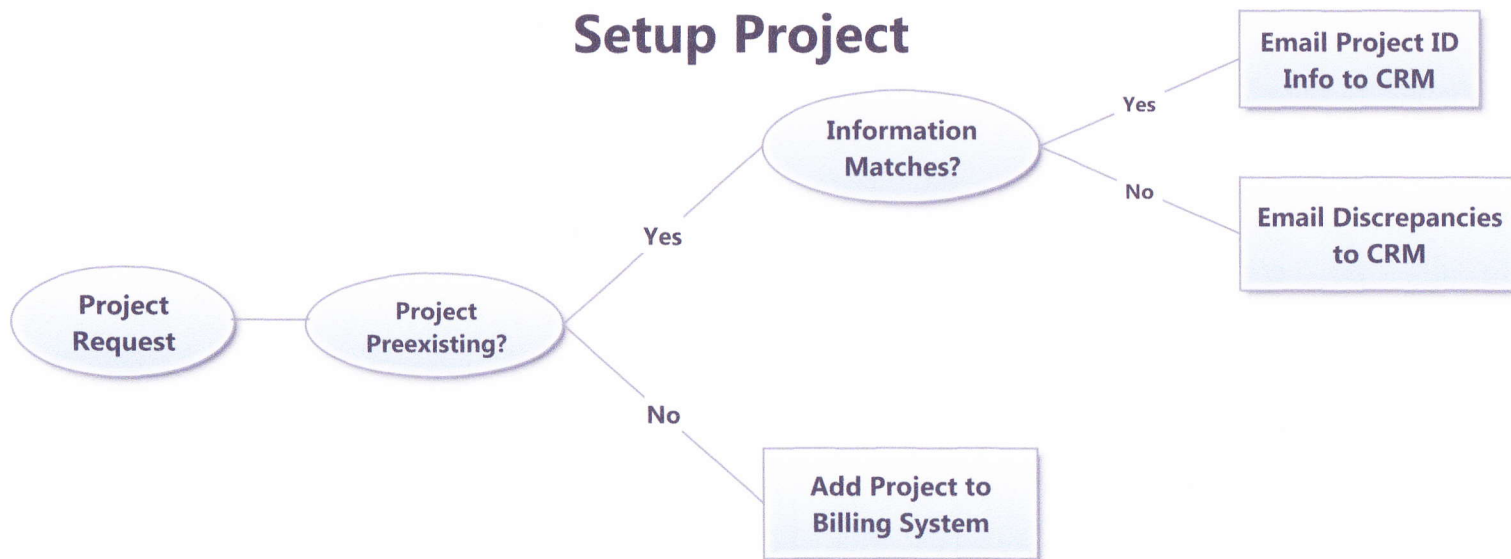 Setup Project
Email Project ID
Info to CRM
Yes
Information
Matches?
No
Email Discrepancies
to CRM
Yes
Project
Request
Project
Preexisting?
No
Add Project to
Billing System